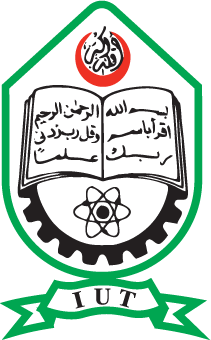 الله أكبر
بسم الله
اقرأ باسم
ربك
الرحمن الرحيم
وقل رب زدني
علماً
IUT